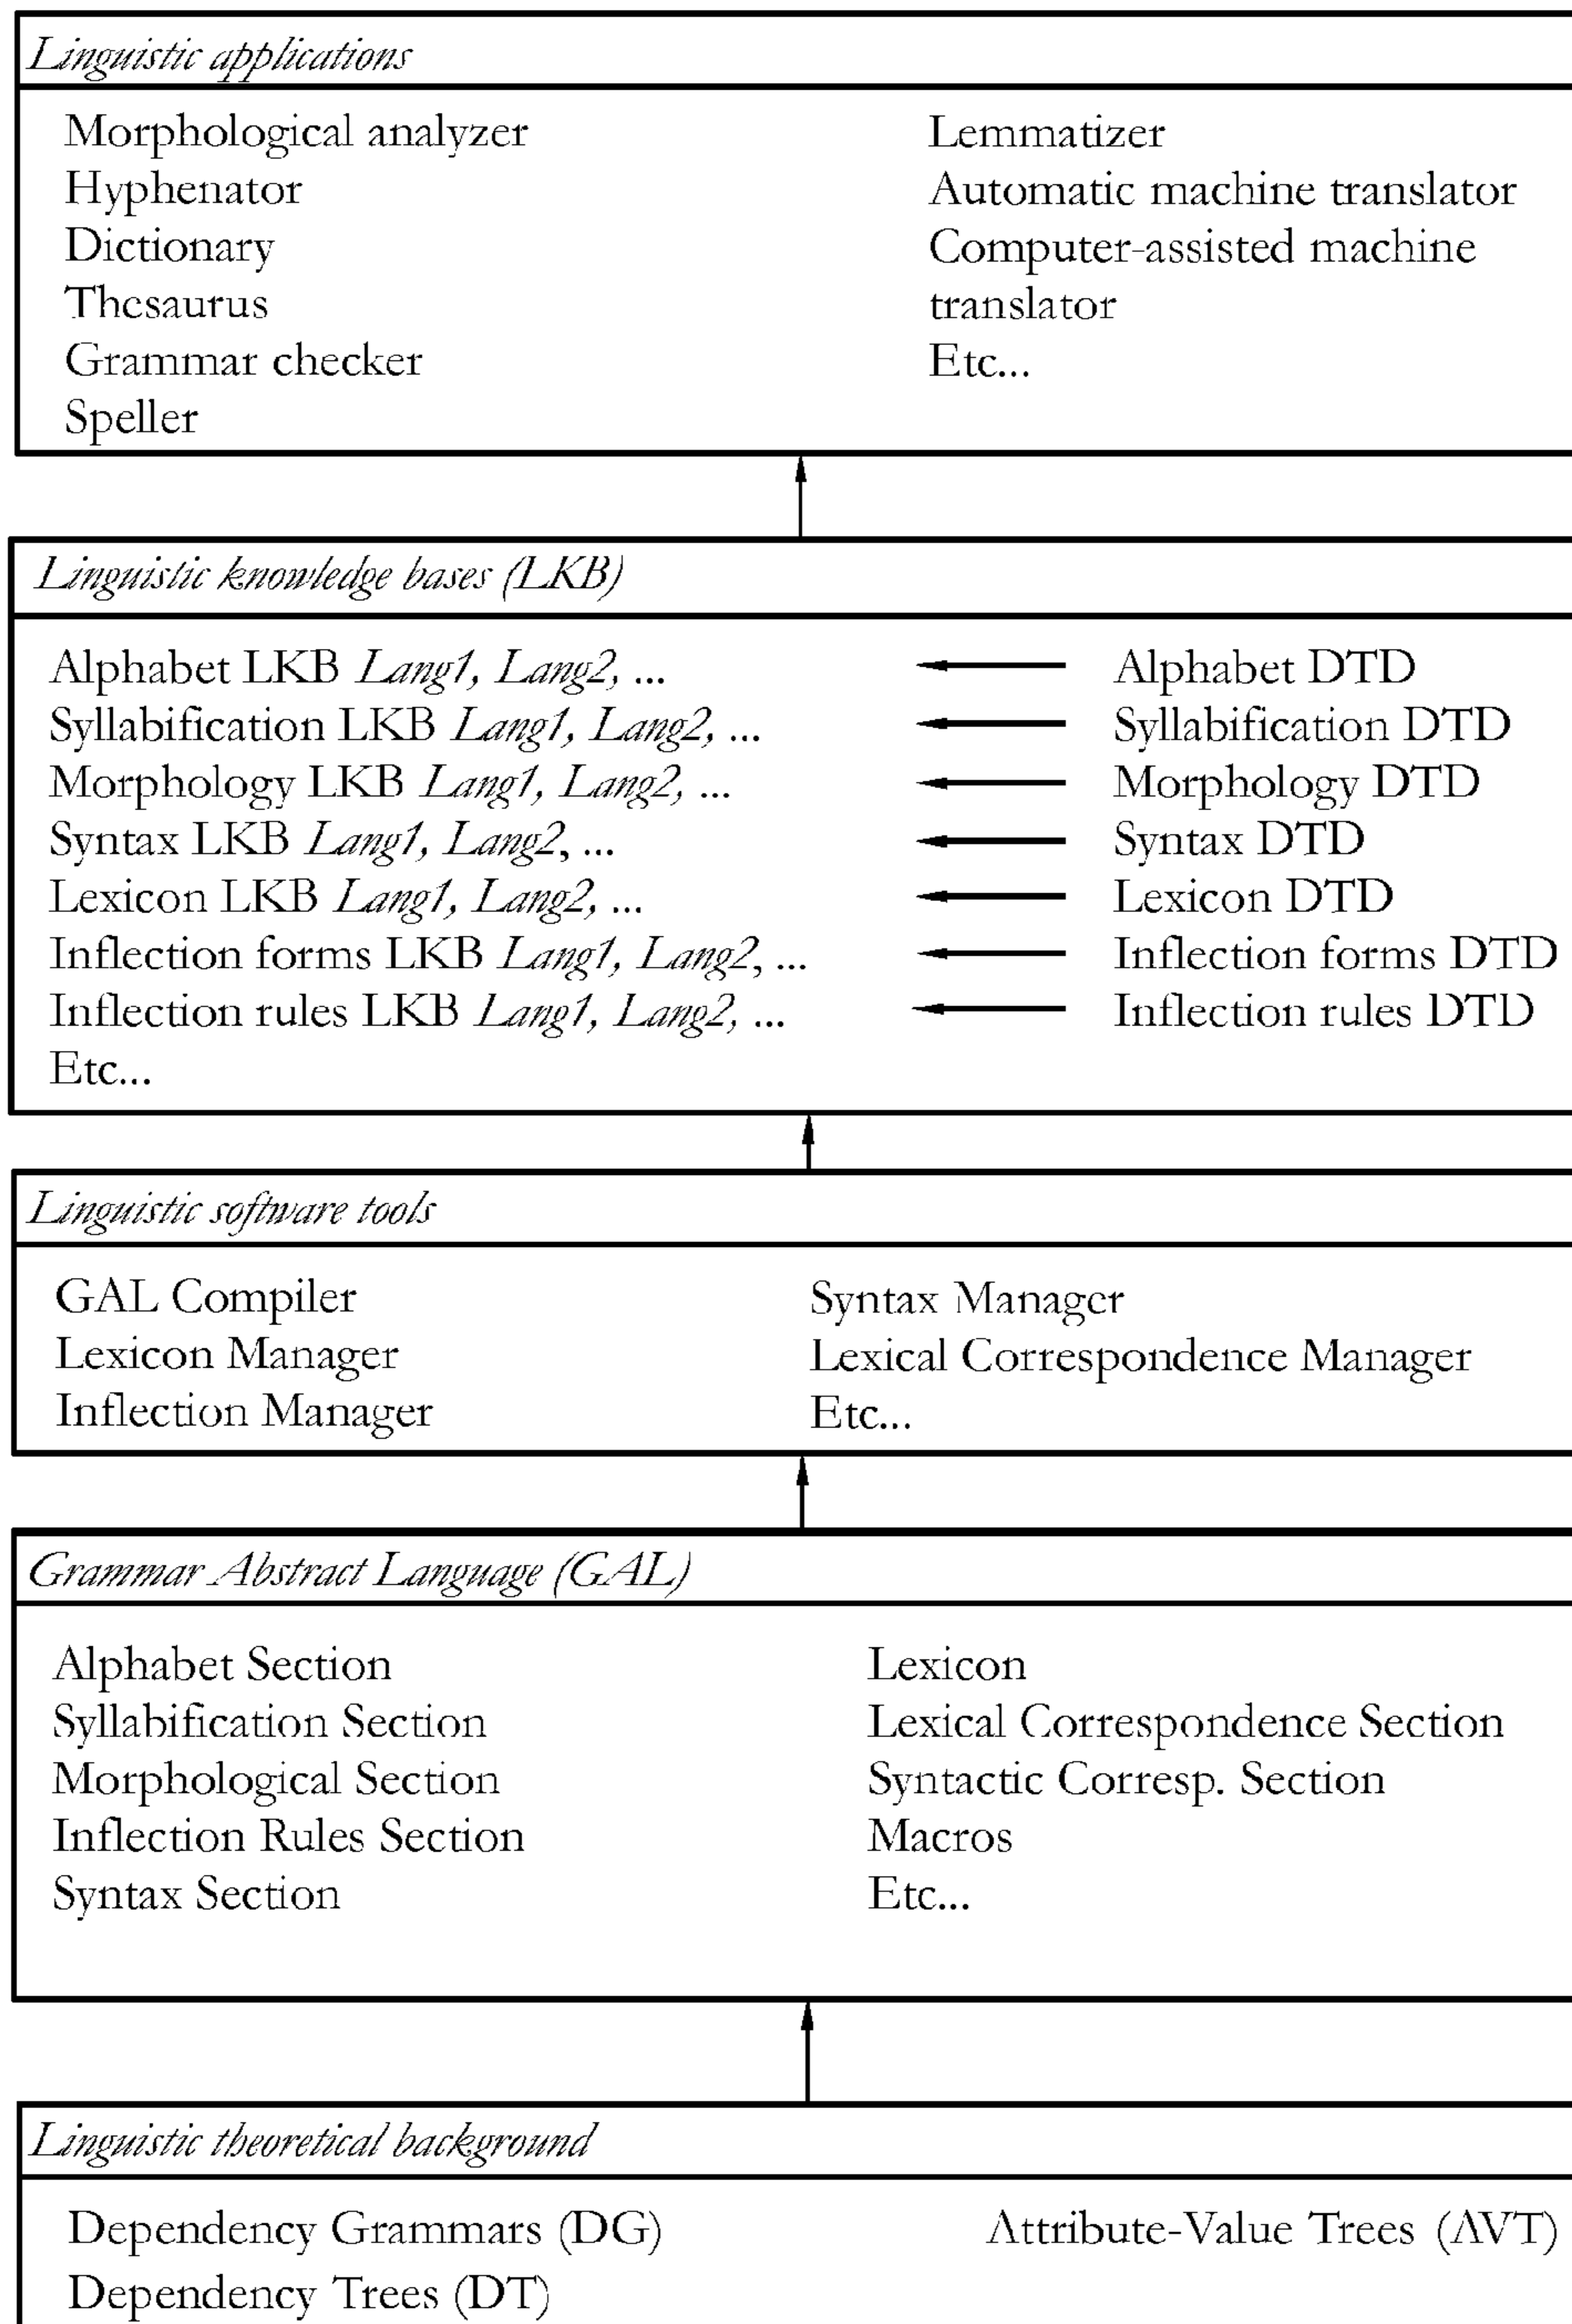 Linguistic applications
Morphological analyzer
Hyphenator
Dictionary
Thesaurus
Grammar checker
Speller
Lemmatizer
Automatic machine translator
Computer-assisted machine
translator
Etc...
Linguistic knowledge bases (LKB)
Alphabet LKB Lang1, Lang2, ... Alphabet DTD
Syllabification LKB Lang1, Lang2, ... Syllabification DTD
Morphology LKB Lang1, Lang2, ... Morphology DTD
Syntax LKB Lang1, Lang2, ... Syntax DTD
Lexicon LKB Lang1, Lang2, ... Lexicon DTD
Inflection forms LKB Lang1, Lang2, ... Inflection forms DTD
Inflection rules LKB Lang1, Lang2, ... Inflection rules DTD
Etc...
Linguistic software tools
GAL Compiler
Lexicon Manager
Inflection Manager
Syntax Manager
Lexical Correspondence Manager
Etc...
Grammar Abstract Language (GAL)
Alphabet Section
Syllabification Section
Morphological Section
Inflection Rules Section
Syntax Section
Lexicon
Lexical Correspondence Section
Syntactic Corresp. Section
Macros
Etc...
Linguistic theoretical background
Dependency Grammars (DG)
Dependency Trees (DT)
Attribute-Value Trees (AVT)